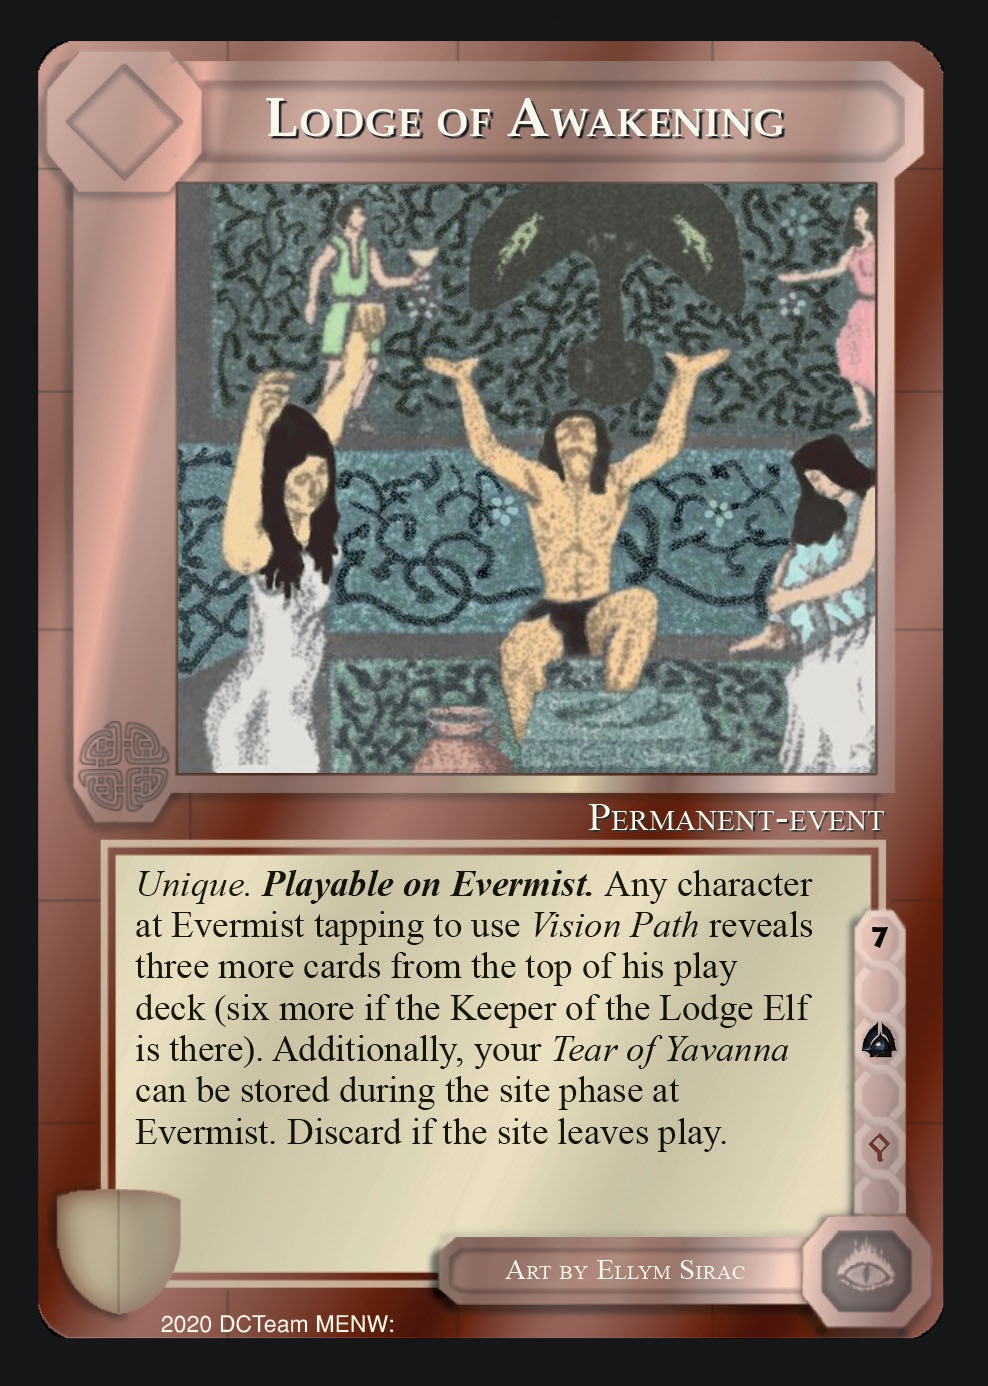 Lodge of Awakening
Permanent-event
Unique. Playable on Evermist. Any character
at Evermist tapping to use Vision Path reveals
three more cards from the top of his play
deck (six more if the Keeper of the Lodge Elf
is there). Additionally, your Tear of Yavanna
can be stored during the site phase at
Evermist. Discard if the site leaves play.
7
Art by Ellym Sirac
2020 DCTeam MENW: